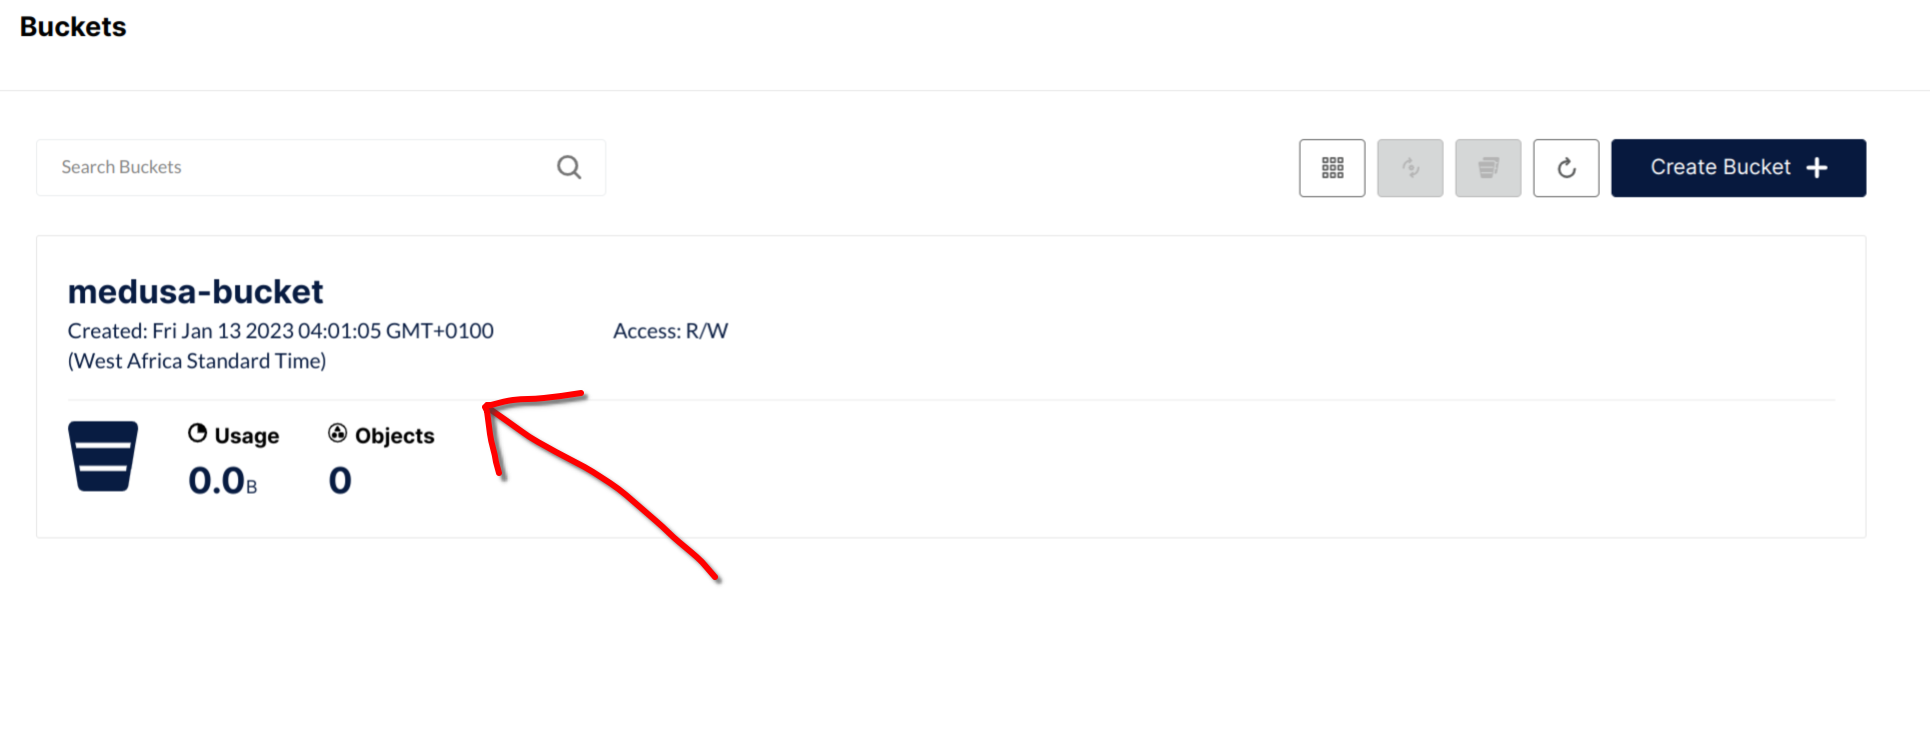 Buckets
Search Buckets
Create Bucket
medusa-bucket
Created: Fri Jan 13 2023 04:01:05 GMT+0100
(West Africa Standard Time)
Access: R/W
Usage
Objects
0.0B
0